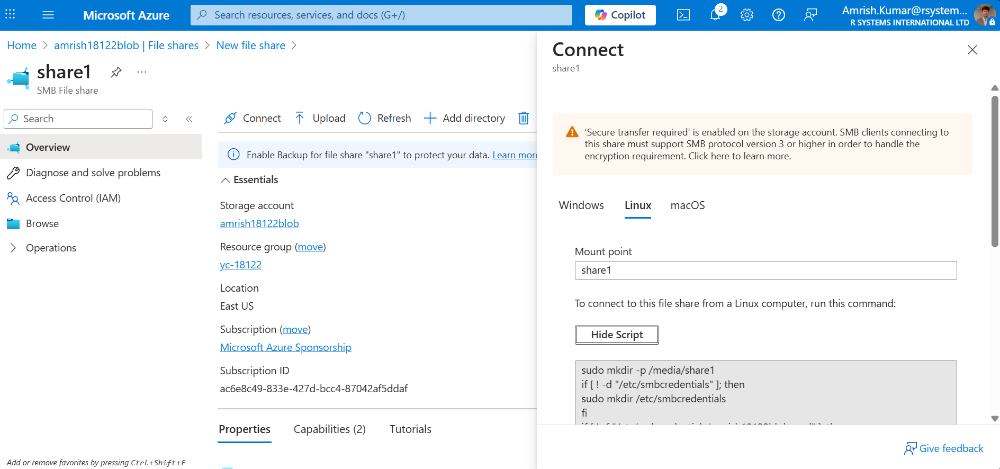 Microsoft Azure
Search resources, services, and docs (G+/)
Copilot
2
Amrish.Kumar@rsystem...
R SYSTEMS INTERNATIONAL LTD
Home > amrish18122blob | File shares > New file share >
share1
...
SMB File share
Search
Overview
Diagnose and solve problems
Access Control (IAM)
Browse
Operations
Add or remove favorites by pressing Ctrl+Shift+F
Connect
Upload
Refresh
Add directory
Enable Backup for file share "share1" to protect your data. Learn more
Essentials
Storage account
amrish18122blob
Resource group (move)
yc-18122
Location
East US
Subscription (move)
Microsoft Azure Sponsorship
Subscription ID
ac6e8c49-833e-427d-bcc4-87042af5ddaf
Properties
Capabilities (2)
Tutorials
Connect
share1
'Secure transfer required' is enabled on the storage account. SMB clients connecting to
this share must support SMB protocol version 3 or higher in order to handle the
encryption requirement. Click here to learn more.
Windows
Linux
macOS
Mount point
share1
To connect to this file share from a Linux computer, run this command:
Hide Script
sudo mkdir -p /media/share1
if [ ! -d "/etc/smbcredentials" ]; then
sudo mkdir /etc/smbcredentials
fi
Give feedback